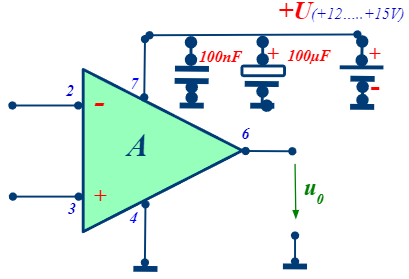 +U(+12.....+15V)
100nF + 100µF +
-
7
2 -
A
6
3 +
4
u0